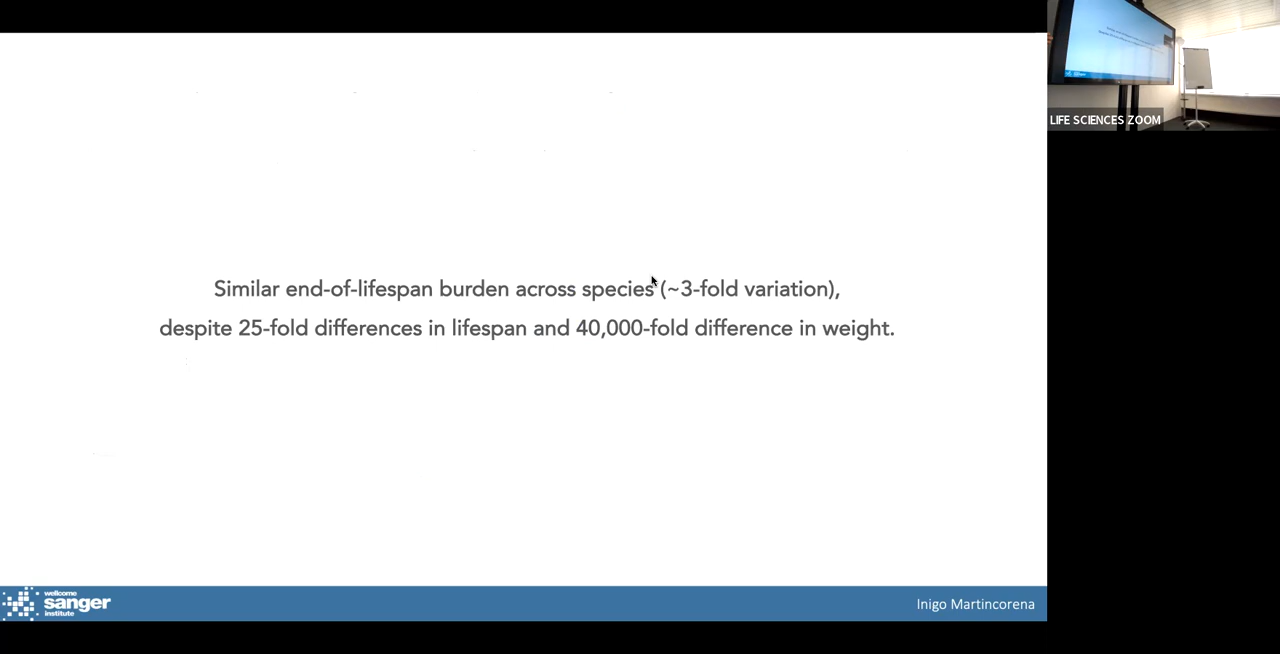 LIFE SCIENCES ZOOM
Similar end-of-lifespan burden across species (~3-fold variation),
despite 25-fold differences in lifespan and 40,000-fold difference in weight.
wellcome
sanger
institute
Inigo Martincorena